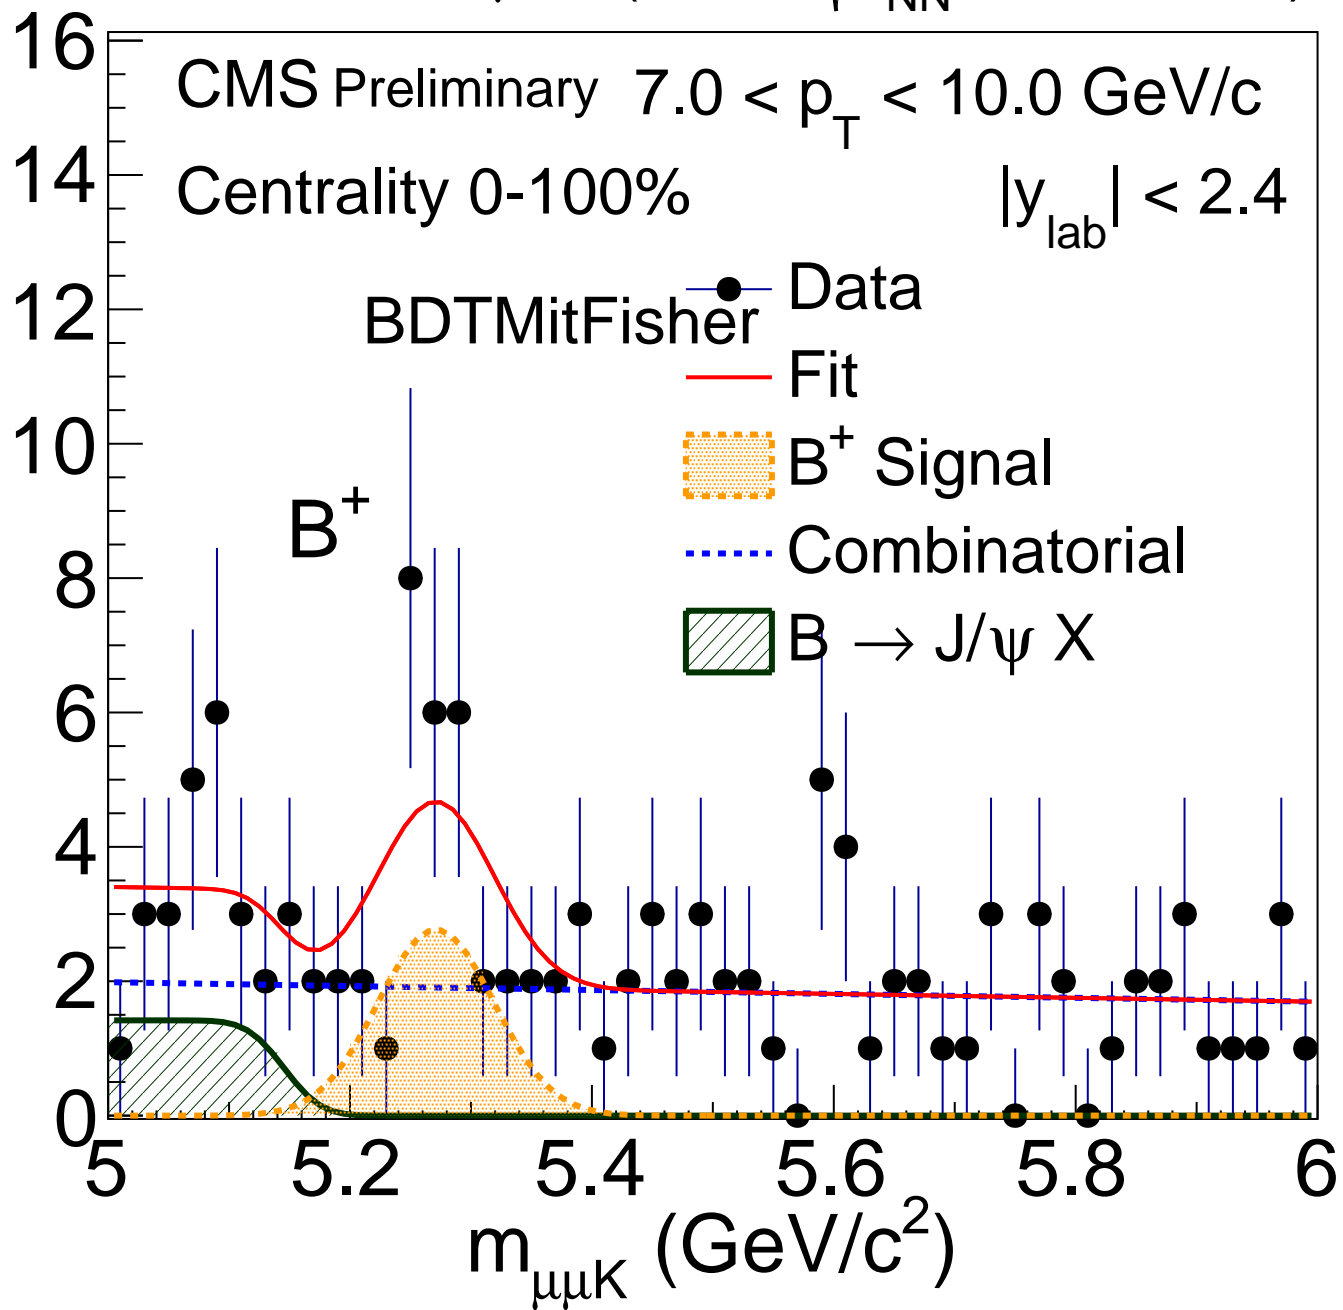 NN
CMS Preliminary 7.0 < p_T < 10.0 GeV/c
Centrality 0-100% |y_lab| < 2.4
BDTMitFisher
Data
Fit
B⁺ Signal
Combinatorial
B → J/ψ X
B⁺
16
14
12
10
8
6
4
2
0
5 5.2 5.4 5.6 5.8 6
m_μμK (GeV/c²)